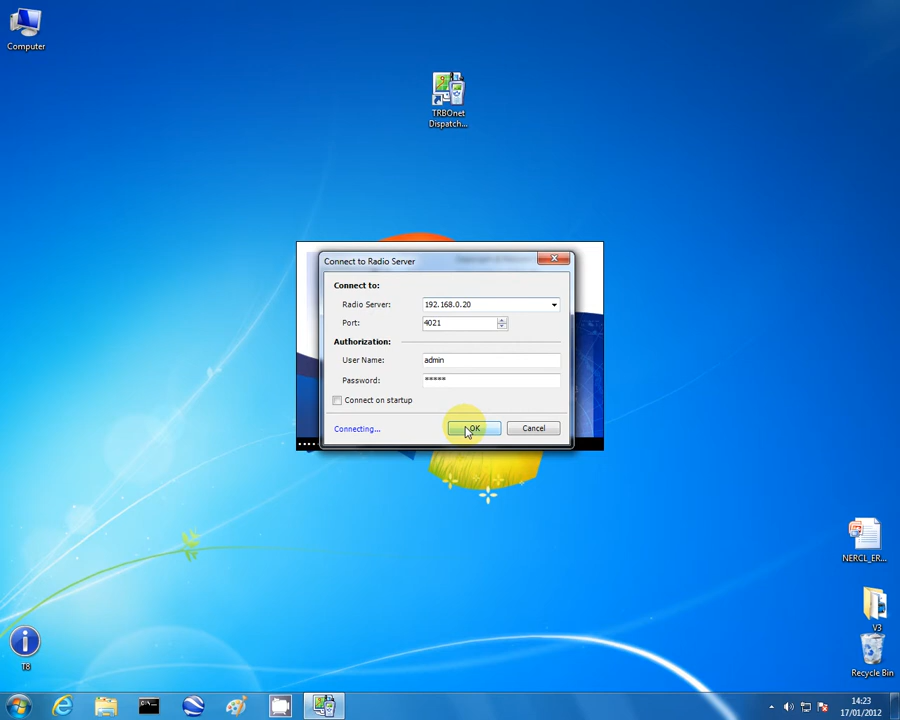 Computer
TRBOnet
Dispatch...
Connect to Radio Server
Connect to:
Radio Server:
192.168.0.20
Port:
4021
Authorization:
User Name:
admin
Password:
*****
Connect on startup
Connecting...
OK
Cancel
NERCL_ER...
V3
Recycle Bin
T8
14:23
17/01/2012